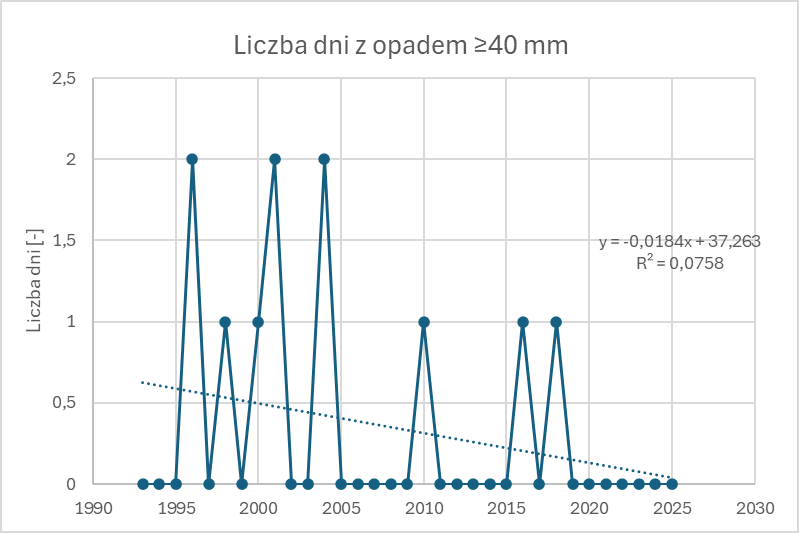 Liczba dni z opadem ≥40 mm
Liczba dni [-]
2,5
2
1,5
1
0,5
0
y = -0,0184x + 37,263
R² = 0,0758
1990 1995 2000 2005 2010 2015 2020 2025 2030